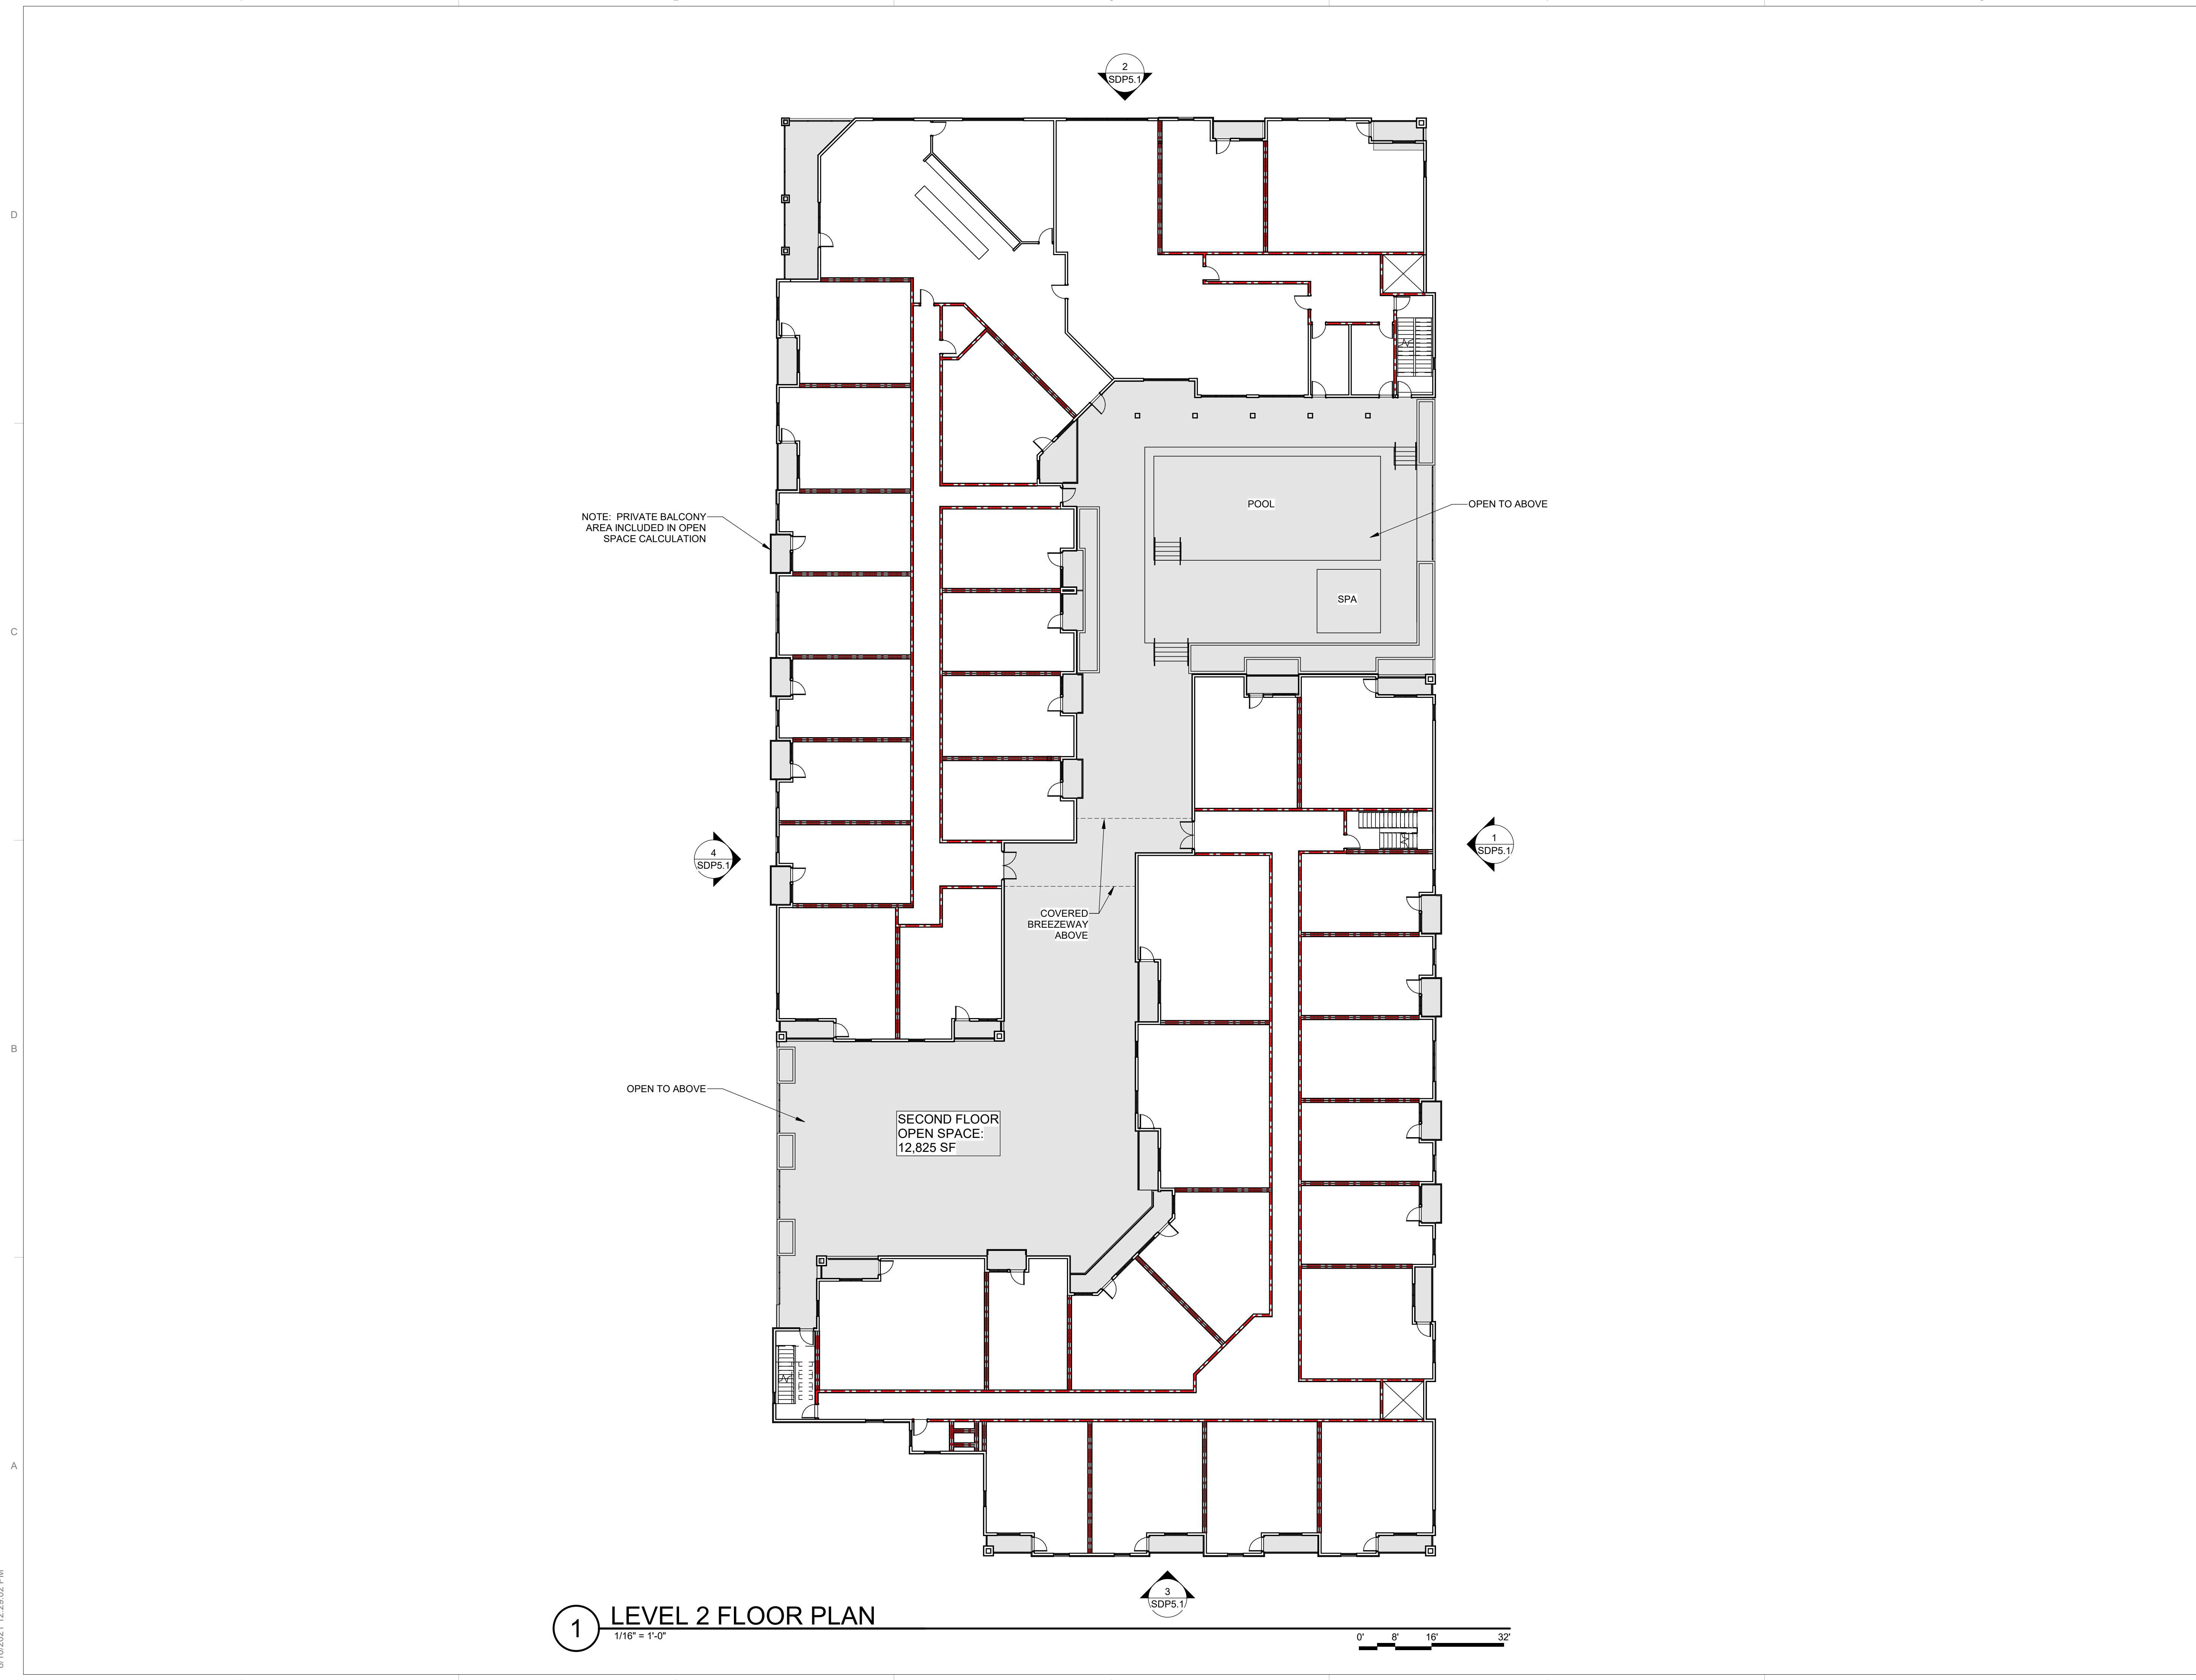 2
SDP5.1
D
POOL
OPEN TO ABOVE
NOTE: PRIVATE BALCONY
AREA INCLUDED IN OPEN
SPACE CALCULATION
SPA
C
4
SDP5.1
1
SDP5.1
COVERED
BREEZEWAY
ABOVE
B
OPEN TO ABOVE
SECOND FLOOR
OPEN SPACE:
12,825 SF
A
3
SDP5.1
1
LEVEL 2 FLOOR PLAN
1/16" = 1'-0"
0' 8' 16' 32'